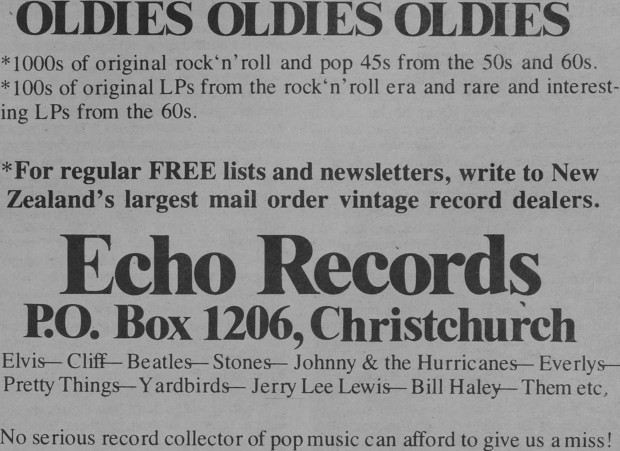 OLDIES OLDIES OLDIES
*1000s of original rock‘n’roll and pop 45s from the 50s and 60s.
*100s of original LPs from the rock‘n’roll era and rare and interest-
ing LPs from the 60s.
*For regular FREE lists and newsletters, write to New
Zealand’s largest mail order vintage record dealers.
Echo Records
P.O. Box 1206, Christchurch
Elvis— Cliff— Beatles— Stones— Johnny & the Hurricanes— Everlys—
Pretty Things— Yardbirds— Jerry Lee Lewis— Bill Haley— Them etc,
No serious record collector of pop music can afford to give us a miss!